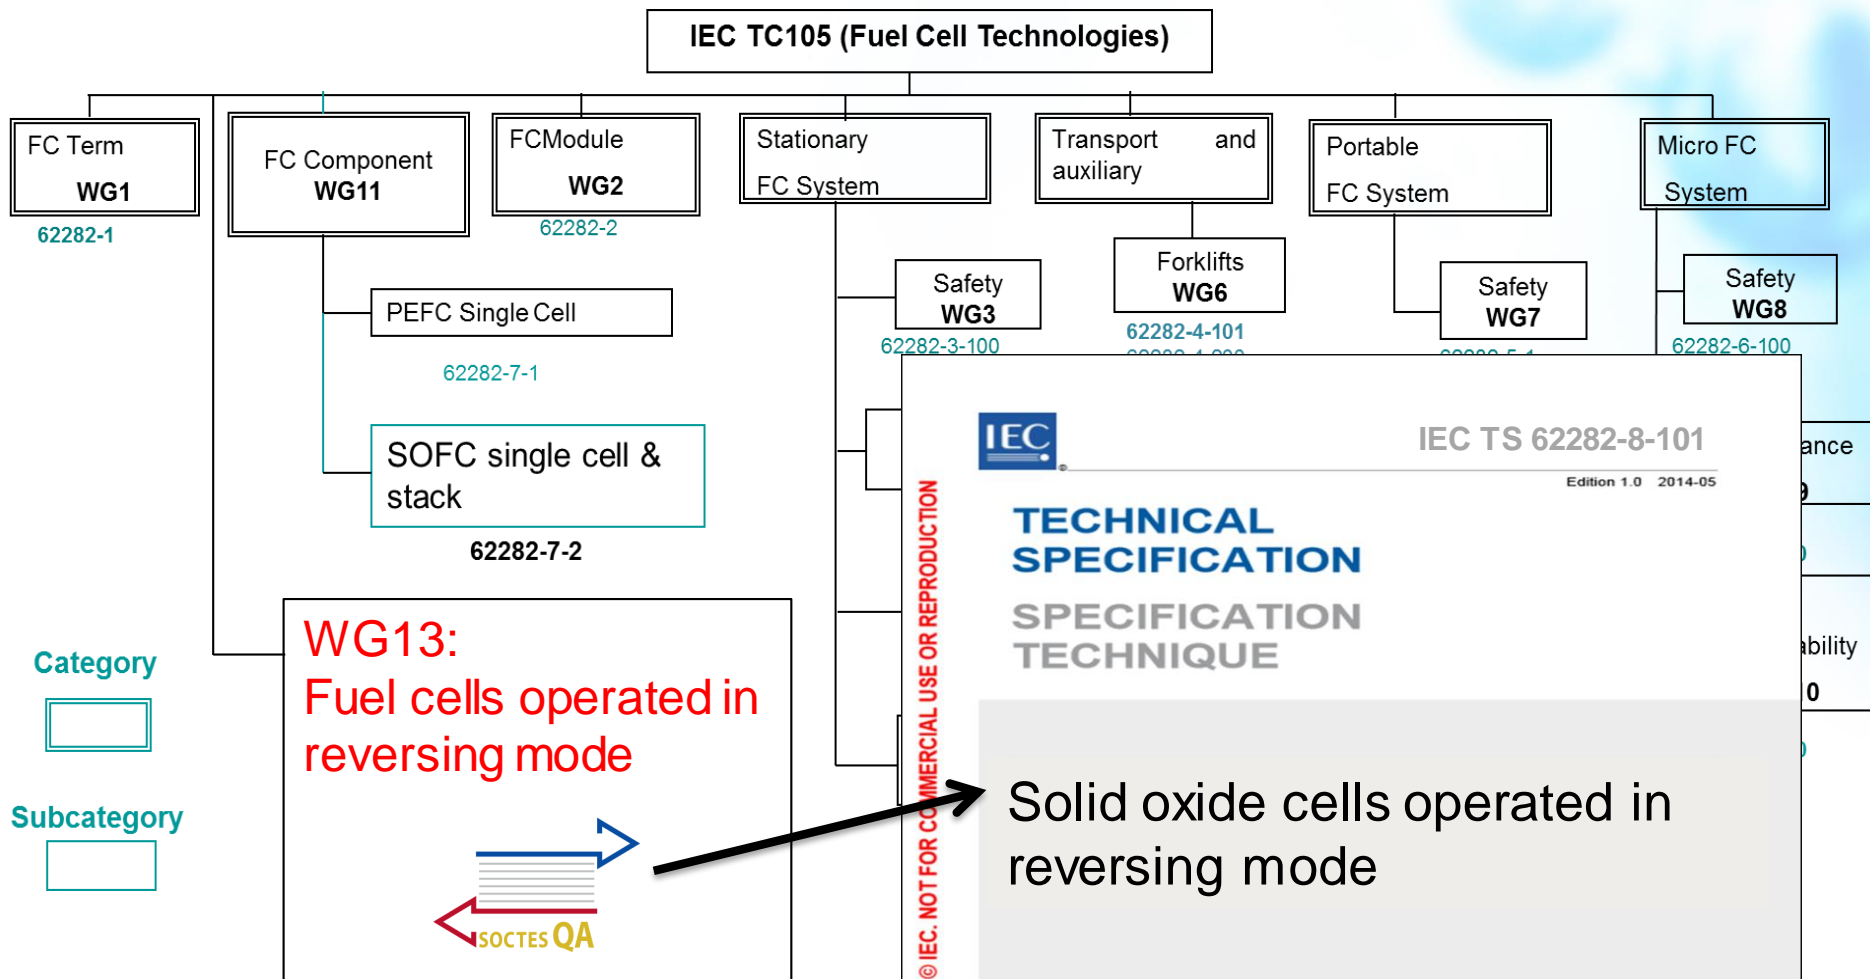 IEC TC105 (Fuel Cell Technologies)
FC Term
WG1
62282-1
FC Component
WG11
FCModule
WG2
62282-2
Stationary
FC System
Transport and
auxiliary
Portable
FC System
Micro FC
System
PEFC Single Cell
62282-7-1
SOFC single cell &
stack
62282-7-2
Safety
WG3
62282-3-100
Forklifts
WG6
62282-4-101
Safety
WG7
Safety
WG8
62282-6-100
ance
9
0
ability
10
0
Category
Subcategory
WG13:
Fuel cells operated in
reversing mode
SOCTES QA
© IEC. NOT FOR COMMERCIAL USE OR REPRODUCTION
IEC
®
IEC TS 62282-8-101
Edition 1.0 2014-05
TECHNICAL
SPECIFICATION
SPECIFICATION
TECHNIQUE
Solid oxide cells operated in
reversing mode